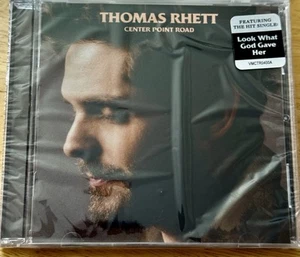 THOMAS RHETT
CENTER POINT ROAD
FEATURING
THE HIT SINGLE:
Look What
God Gave
Her